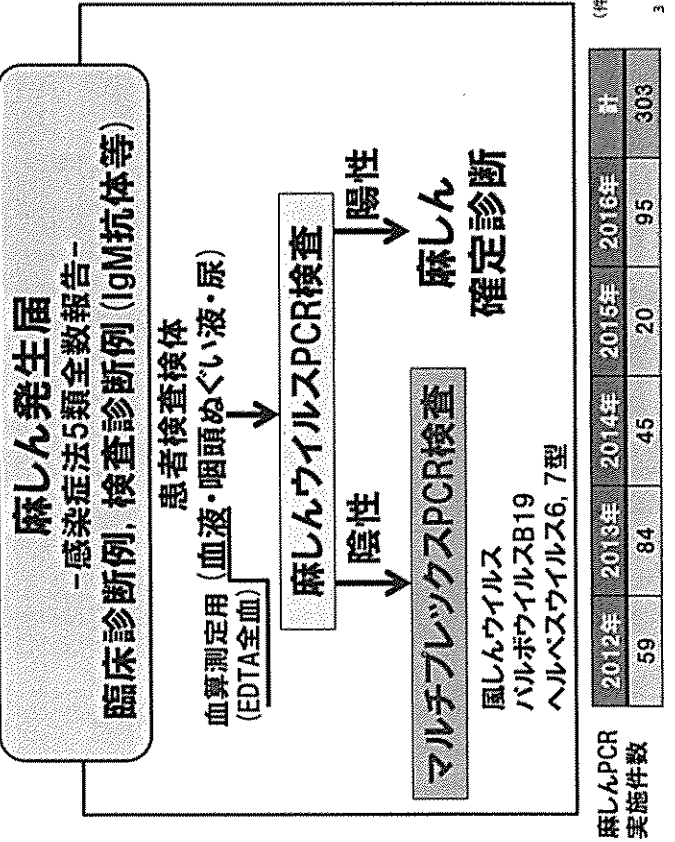 麻しん発生届
-感染症法5類全数報告-
臨床診断例，検査診断例（IgM抗体等）
患者検査検体
血算測定用（血液・咽頭ぬぐい液・尿）
（EDTA全血）
麻しんウイルスPCR検査
陰性
陽性
マルチプレックスPCR検査
麻しん
確定診断
風しんウイルス
パルボウイルスB19
ヘルペスウイルス6，7型
（件
2012年 2013年 2014年 2015年 2016年 計
麻しんPCR
実施件数
59 84 45 20 95 303
3